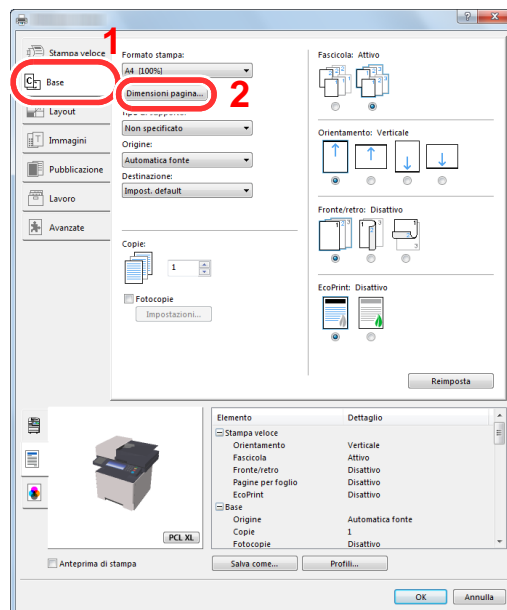 1
Stampa veloce
Base
Layout
Immagini
Pubblicazione
Lavoro
Avanzate
Formato stampa:
A4 [100%]
Dimensioni pagina...
2
Non specificato
Origine:
Automatica fonte
Destinazione:
Impost. default
Copie:
1
Fotocopie
Impostazioni...
Fascicola: Attivo
Orientamento: Verticale
Fronte/retro: Disattivo
EcoPrint: Disattivo
Reimposta
PCL XL
Anteprima di stampa
Elemento Dettaglio
Stampa veloce
Orientamento Verticale
Fascicola Attivo
Fronte/retro Disattivo
Pagine per foglio Disattivo
EcoPrint Disattivo
Base
Origine Automatica fonte
Copie 1
Fotocopie Disattivo
Salva come... Profili...
OK Annulla